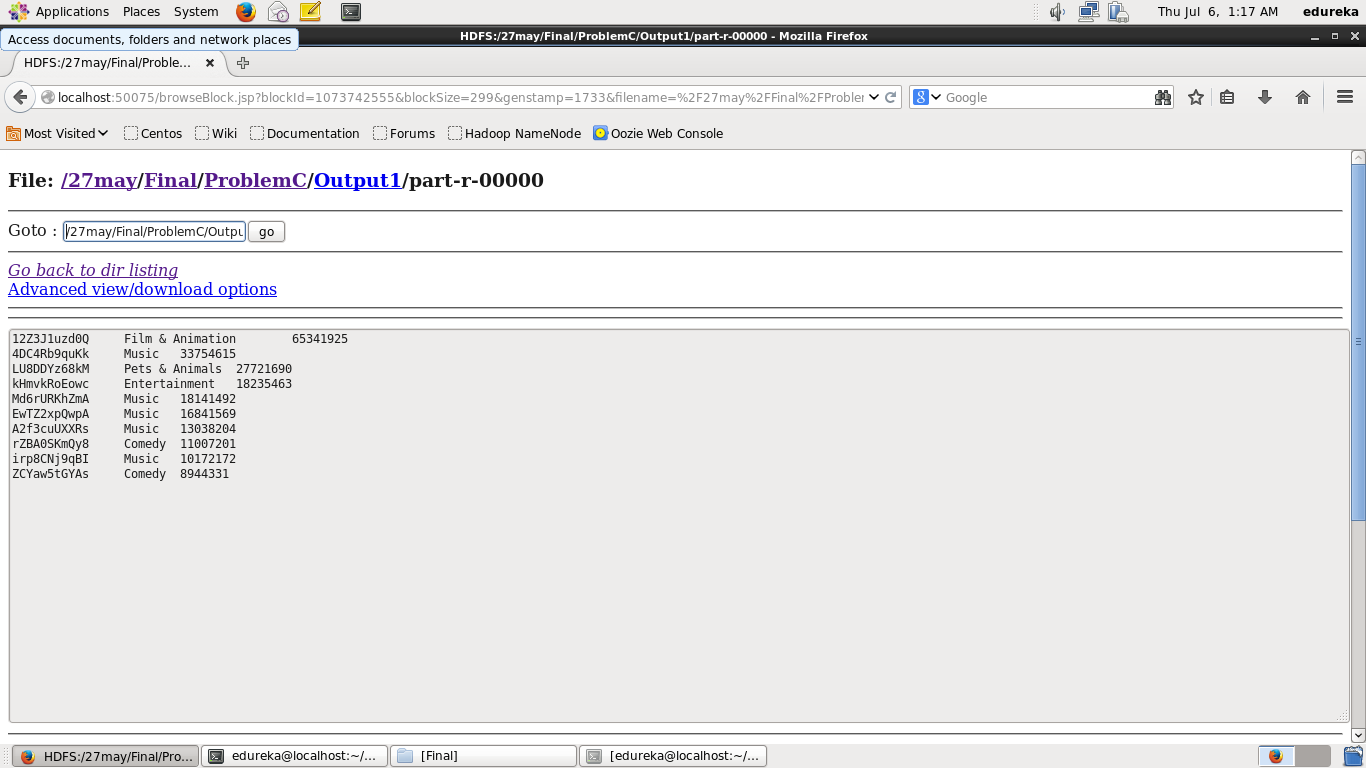 Applications Places System Thu Jul 6, 1:17 AM edureka
Access documents, folders and network places
HDFS:/27may/Final/ProblemC/Output1/part-r-00000 - Mozilla Firefox
HDFS:/27may/Final/Proble...
localhost:50075/browseBlock.jsp?blockId=1073742555&blockSize=299&genstamp=1733&filename=%2F27may%2FFinal%2FProblem
Google
Most Visited Centos Wiki Documentation Forums Hadoop NameNode Oozie Web Console
File: /27may/Final/ProblemC/Output1/part-r-00000
Goto : /27may/Final/ProblemC/Outpu go
Go back to dir listing
Advanced view/download options
12Z3J1uzd0Q Film & Animation 65341925
4DC4Rb9quKk Music 33754615
LU8DDYz68kM Pets & Animals 27721690
kHmvkRoEowc Entertainment 18235463
Md6rURKhZmA Music 18141492
EwTZ2xpQwpA Music 16841569
A2f3cuUXXRs Music 13038204
rZBA0SKmQy8 Comedy 11007201
irp8CNj9qBI Music 10172172
ZCYaw5tGYAs Comedy 8944331
HDFS:/27may/Final/Pro... edureka@localhost:~/... [Final] [edureka@localhost:~/...